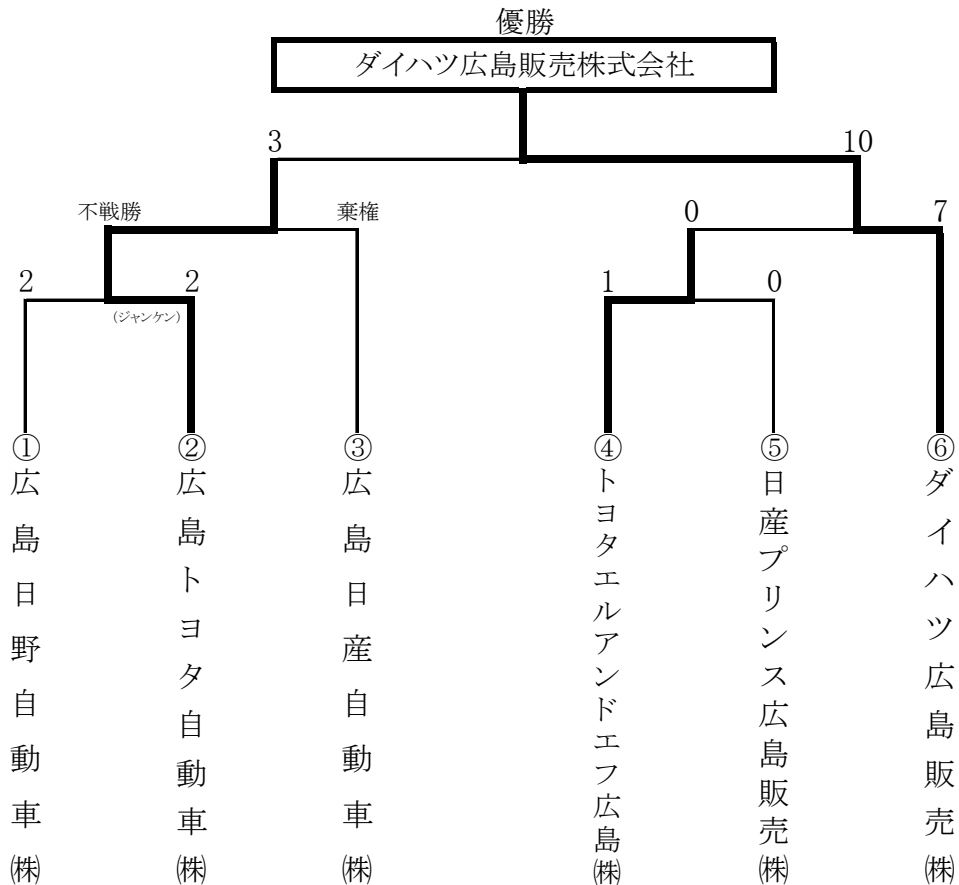 優勝
ダイハツ広島販売株式会社
3
10
不戦勝
棄権
0
7
2
2
1
0
(ジャンケン)
①
②
③
④
⑤
⑥
広島日野自動車㈱
広島トヨタ自動車㈱
広島日産自動車㈱
トヨタエルアンドエフ広島㈱
日産プリンス広島販売㈱
ダイハツ広島販売㈱